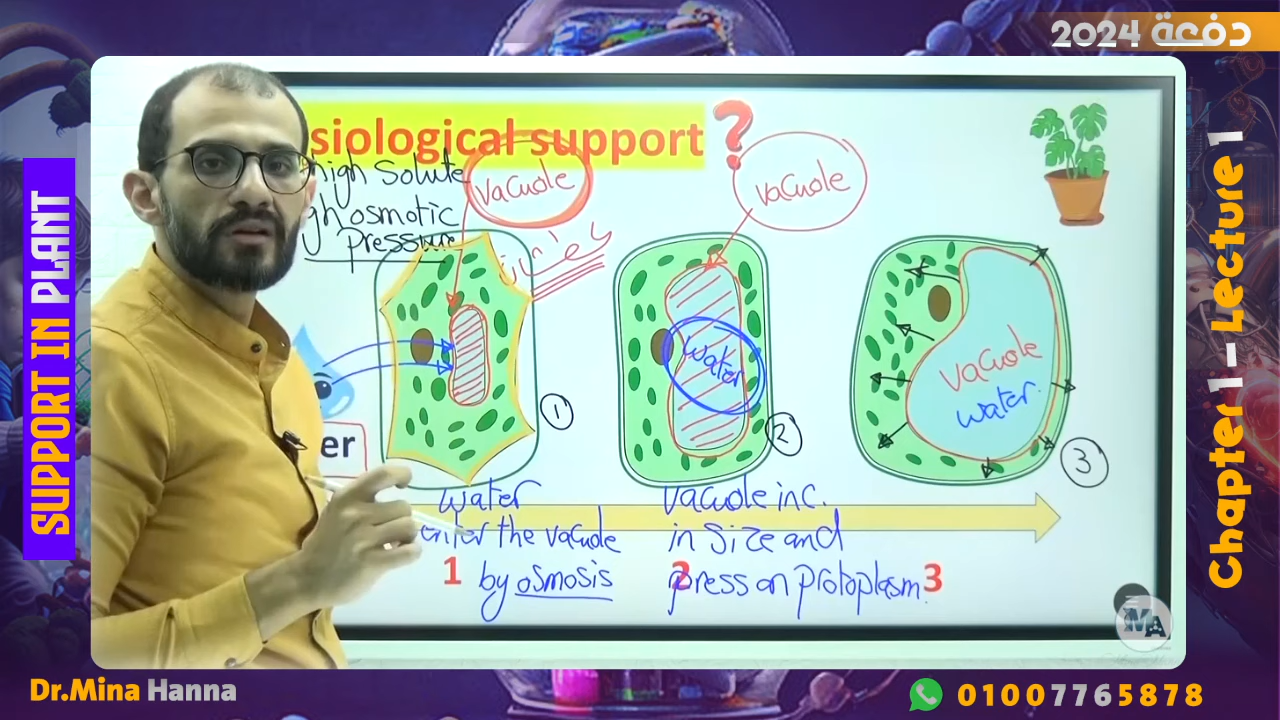 دفعة 2024
SUPPORT IN PLANT
Chapter 1 - Lecture 1
siological support ?
high Solute
gh osmotic
pressure
vacuole
vacuole
water
vacuole
water.
1
2
3
er
water
enter the vacuole
by osmosis
vacuole inc.
in size and
press on protoplasm.
1
2
3
MA
Dr.Mina Hanna
01007765878